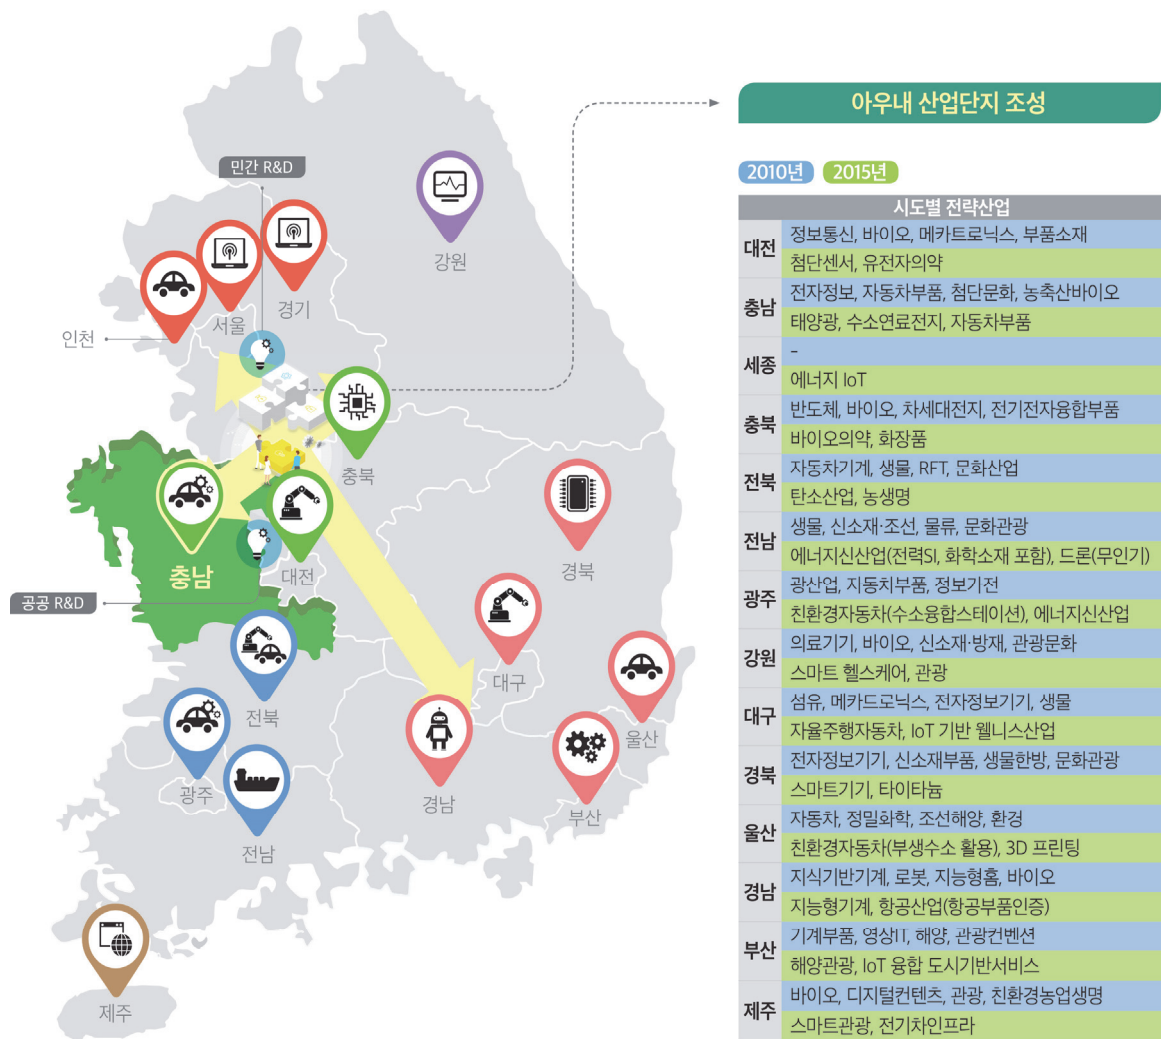 아우내 산업단지 조성
민간 R&D
2010년 2015년
시도별 전략산업
대전
정보통신, 바이오, 메카트로닉스, 부품소재
첨단센서, 유전자의약
충남
전자정보, 자동차부품, 첨단문화, 농축산바이오
태양광, 수소연료전지, 자동차부품
세종
-
에너지 IoT
충북
반도체, 바이오, 차세대전지, 전기전자융합부품
바이오의약, 화장품
전북
자동차기계, 생물, RFT, 문화산업
탄소산업, 농생명
전남
생물, 신소재·조선, 물류, 문화관광
에너지신산업(전력SI, 화학소재 포함), 드론(무인기)
광주
광산업, 지동치부품, 정보기전
친환경자동차(수소융합스테이션), 에너지신산업
강원
의료기기, 바이오, 신소재·방재, 관광문화
스마트 헬스케어, 관광
대구
섬유, 메카드로닉스, 전자정보기기, 생물
자율주행자동차, IoT 기반 웰니스산업
경북
전자정보기기, 신소재부품, 생물한방, 문화관광
스마트기기, 타이타늄
울산
자동차, 정밀화학, 조선해양, 환경
친환경자동차(부생수소 활용), 3D 프린팅
경남
지식기반기계, 로봇, 지능형홈, 바이오
지능형기계, 항공산업(항공부품인증)
부산
기계부품, 영상IT, 해양, 관광컨벤션
해양관광, IoT 융합 도시기반서비스
제주
바이오, 디지털컨텐츠, 관광, 친환경농업생명
스마트관광, 전기차인프라
강원
경기
서울
인천
충북
충남
대전
경북
공공 R&D
대구
전북
울산
광주
경남
부산
전남
제주